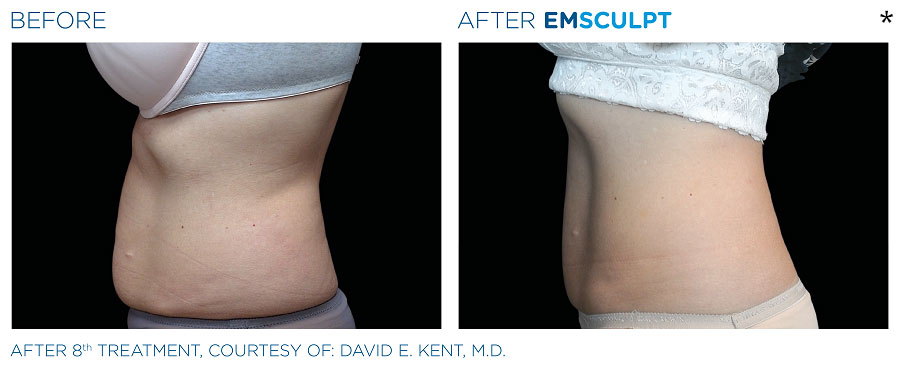 BEFORE
AFTER EMSCULPT *
AFTER 8th TREATMENT, COURTESY OF: DAVID E. KENT, M.D.